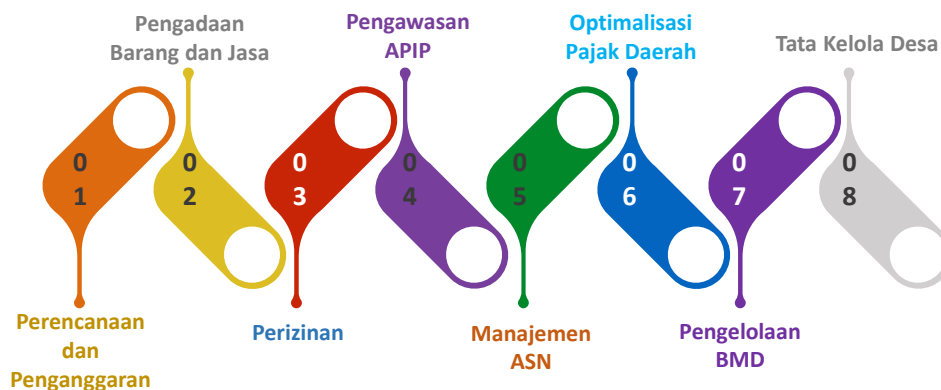 Pengadaan
Barang dan Jasa
Pengawasan
APIP
Optimalisasi
Pajak Daerah
Tata Kelola Desa
0
1
0
2
0
3
0
4
0
5
0
6
0
7
0
8
Perencanaan
dan
Penganggaran
Perizinan
Manajemen
ASN
Pengelolaan
BMD